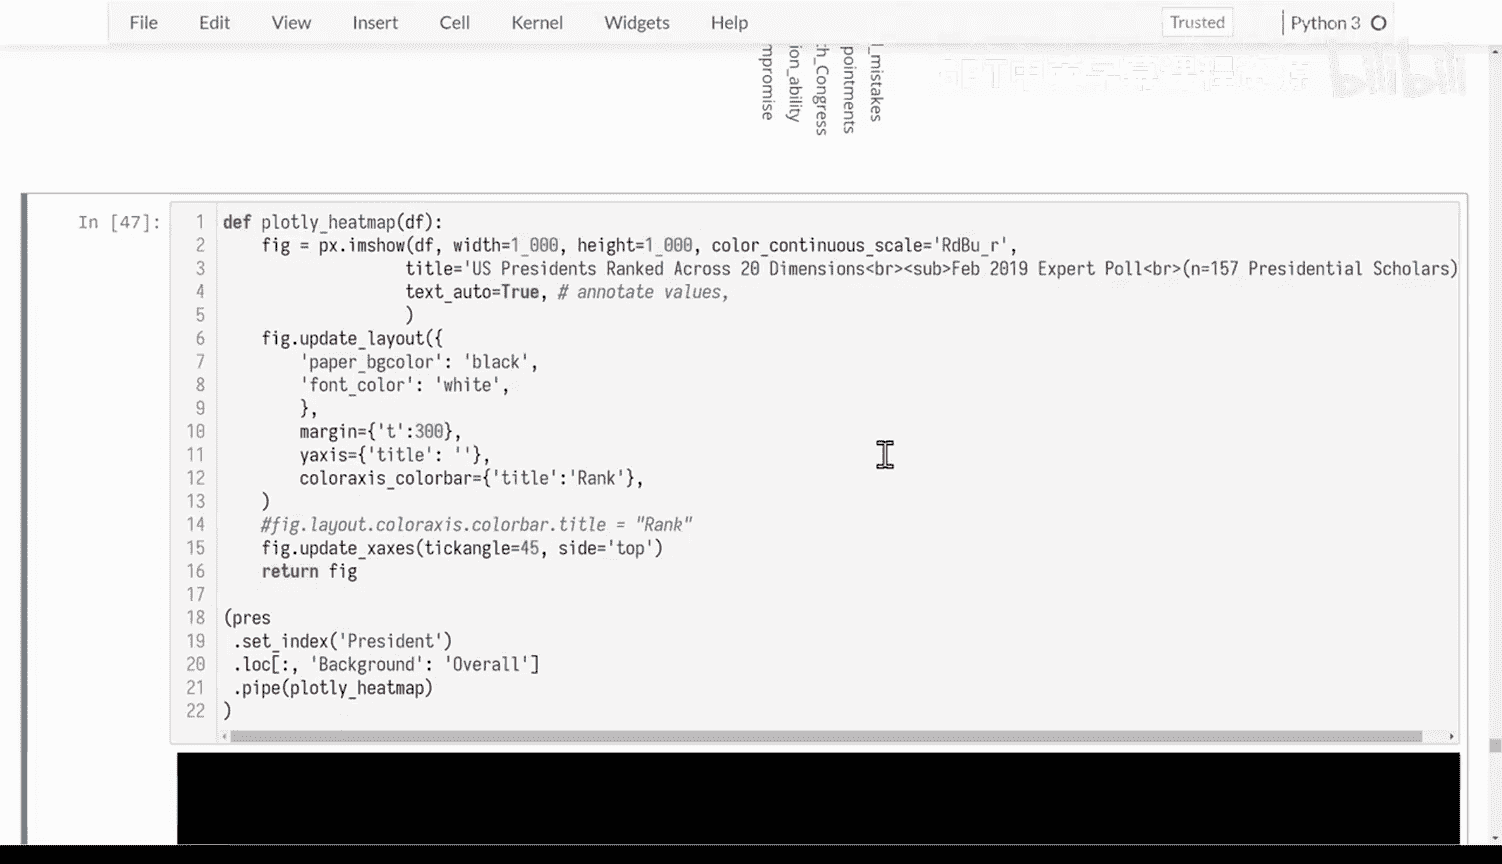 File Edit View Insert Cell Kernel Widgets Help Trusted Python 3
mpromise
ion_ability
h_Congress
pointments
l_mistakes
bilibili
In [47]:
1 def plotly_heatmap(df):
2 fig = px.imshow(df, width=1_000, height=1_000, color_continuous_scale='RdBu_r',
3 title='US Presidents Ranked Across 20 Dimensions<br><sub>Feb 2019 Expert Poll<br>(n=157 Presidential Scholars)
4 text_auto=True, # annotate values,
5 )
6 fig.update_layout({
7 'paper_bgcolor': 'black',
8 'font_color': 'white',
9 },
10 margin={'t':300},
11 yaxis={'title': ''},
12 coloraxis_colorbar={'title':'Rank'},
13 )
14 #fig.layout.coloraxis.colorbar.title = "Rank"
15 fig.update_xaxes(tickangle=45, side='top')
16 return fig
17
18 (pres
19 .set_index('President')
20 .loc[:, 'Background': 'Overall']
21 .pipe(plotly_heatmap)
22 )